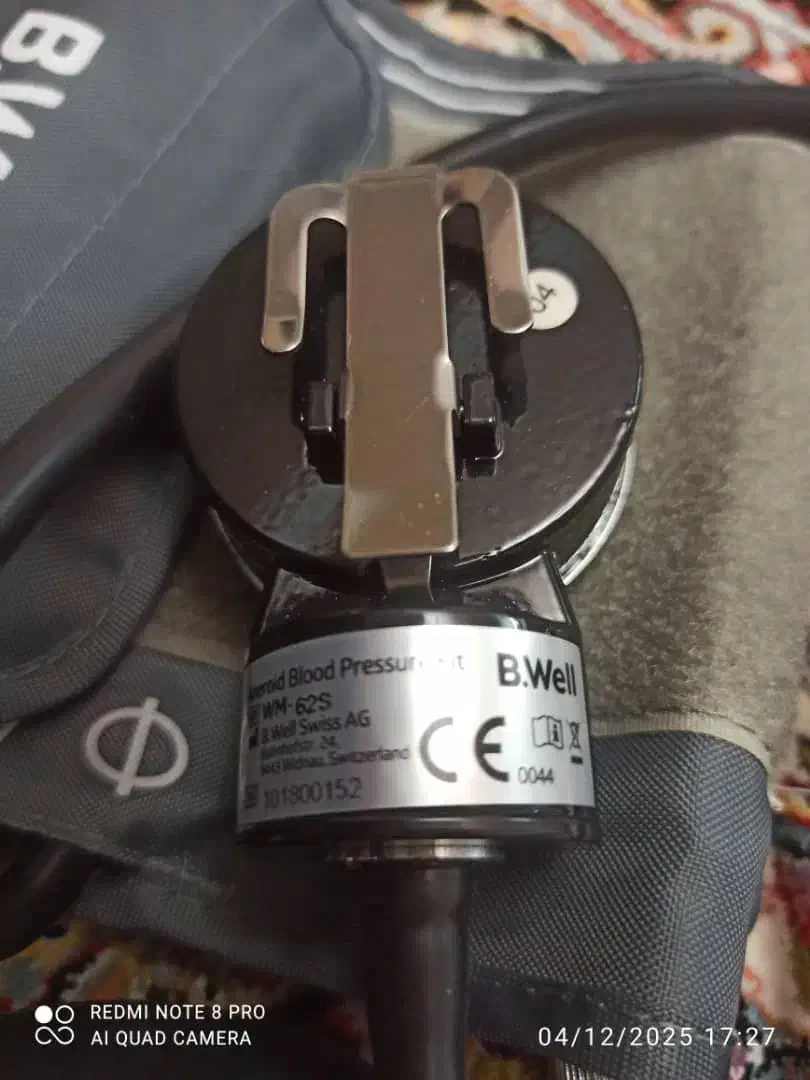 B.W
04
Aneroid Blood Pressure Kit
B.Well
WM-62S
B.Well Swiss AG
Bahnhofstr. 24,
9443 Widnau, Switzerland
CE
0044
101800152
REDMI NOTE 8 PRO
AI QUAD CAMERA
04/12/2025 17:27